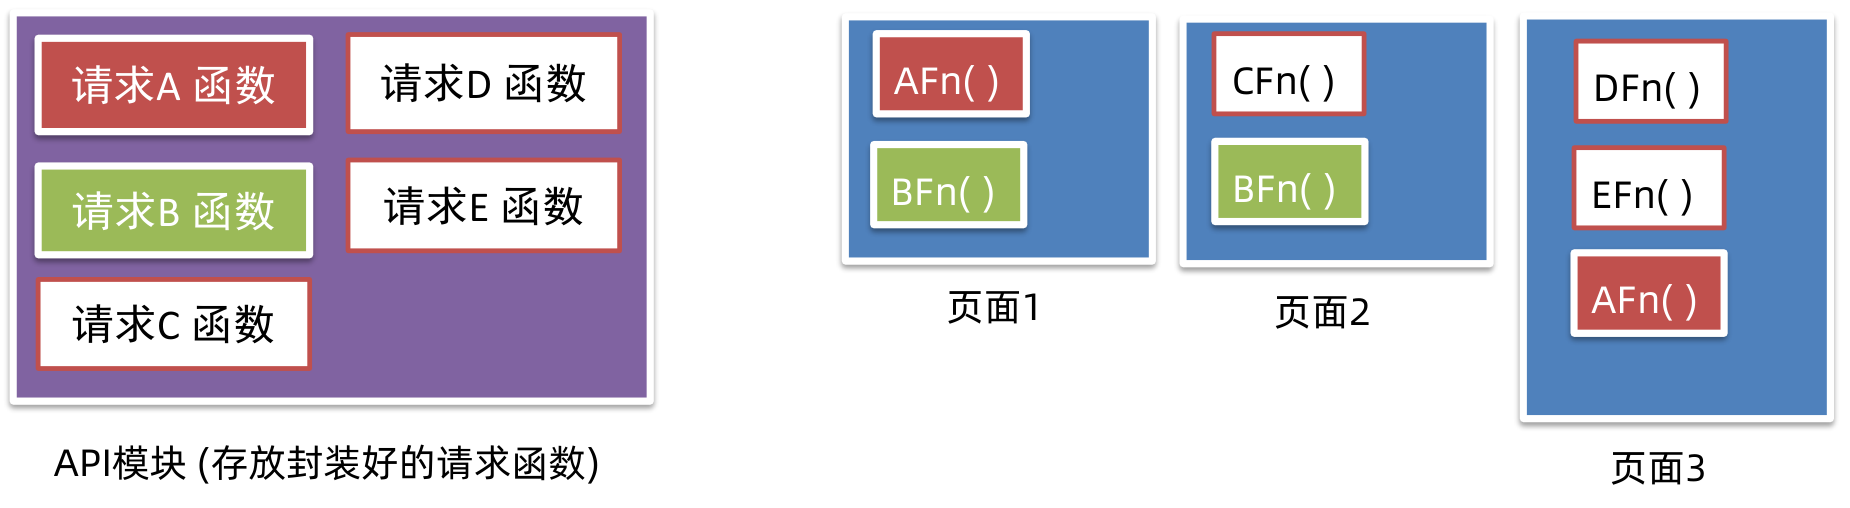 请求A 函数
请求D 函数
请求B 函数
请求E 函数
请求C 函数
API模块 (存放封装好的请求函数)
AFn( )
BFn( )
页面1
CFn( )
BFn( )
页面2
DFn( )
EFn( )
AFn( )
页面3